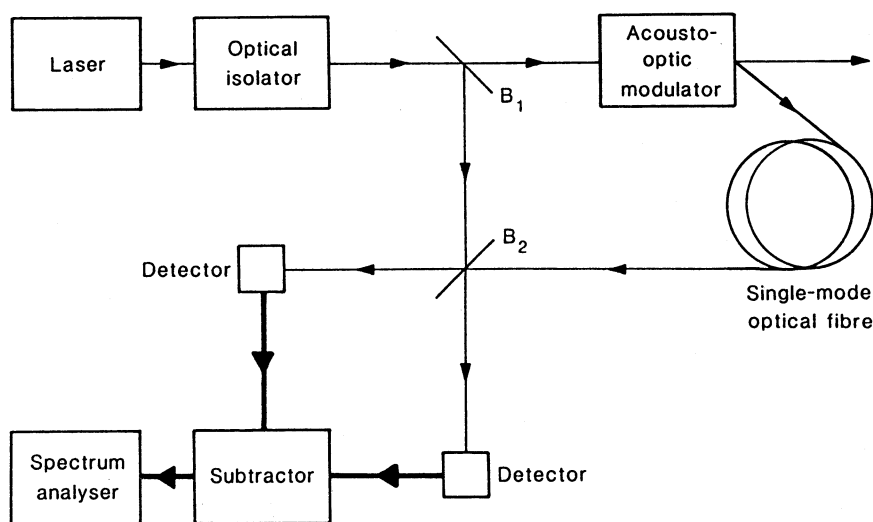 Laser
Optical
isolator
B1
Acousto-
optic
modulator
B2
Detector
Single-mode
optical fibre
Spectrum
analyser
Subtractor
Detector